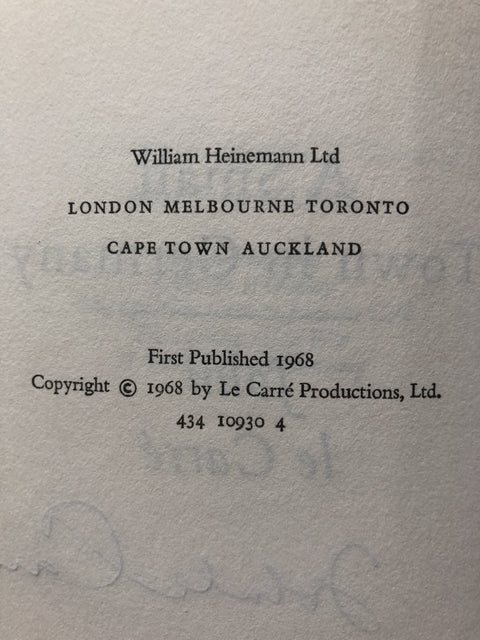 William Heinemann Ltd
LONDON MELBOURNE TORONTO
CAPE TOWN AUCKLAND
First Published 1968
Copyright © 1968 by Le Carré Productions, Ltd.
434 10930 4